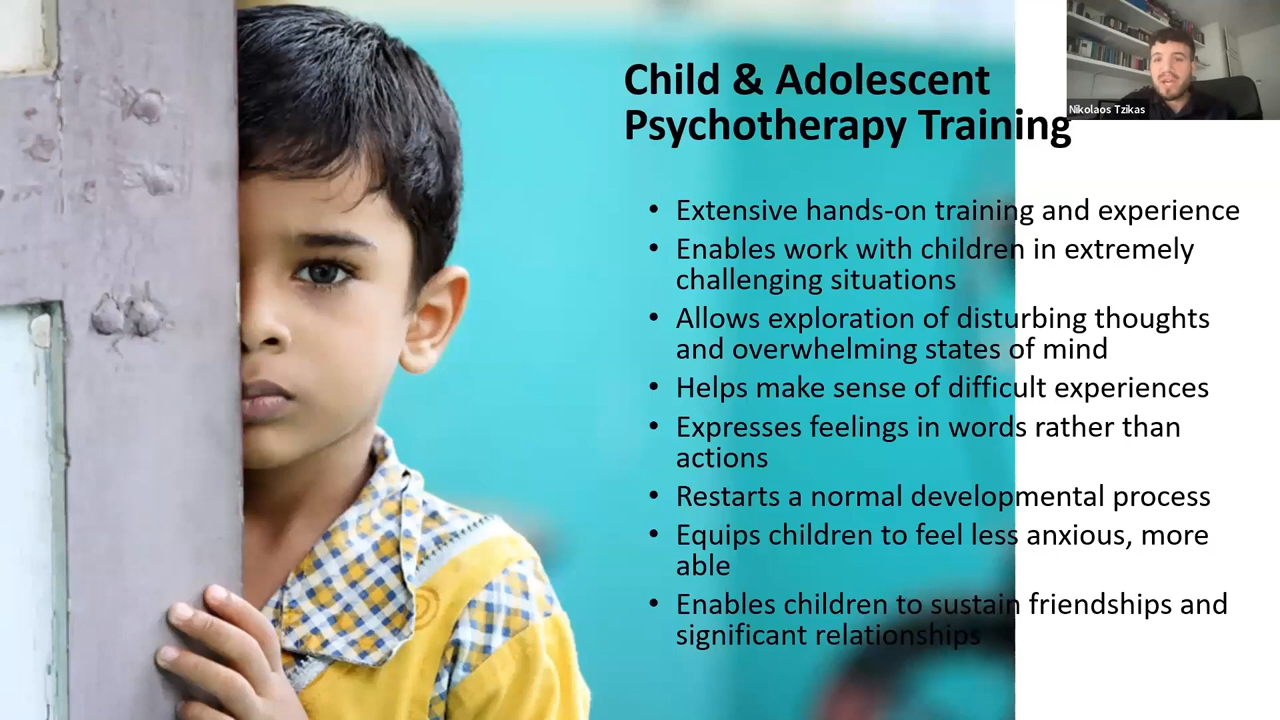 Child & Adolescent
Psychotherapy Training
Nikolaos Tzikas
• Extensive hands-on training and experience
• Enables work with children in extremely
challenging situations
• Allows exploration of disturbing thoughts
and overwhelming states of mind
• Helps make sense of difficult experiences
• Expresses feelings in words rather than
actions
• Restarts a normal developmental process
• Equips children to feel less anxious, more
able
• Enables children to sustain friendships and
significant relationships